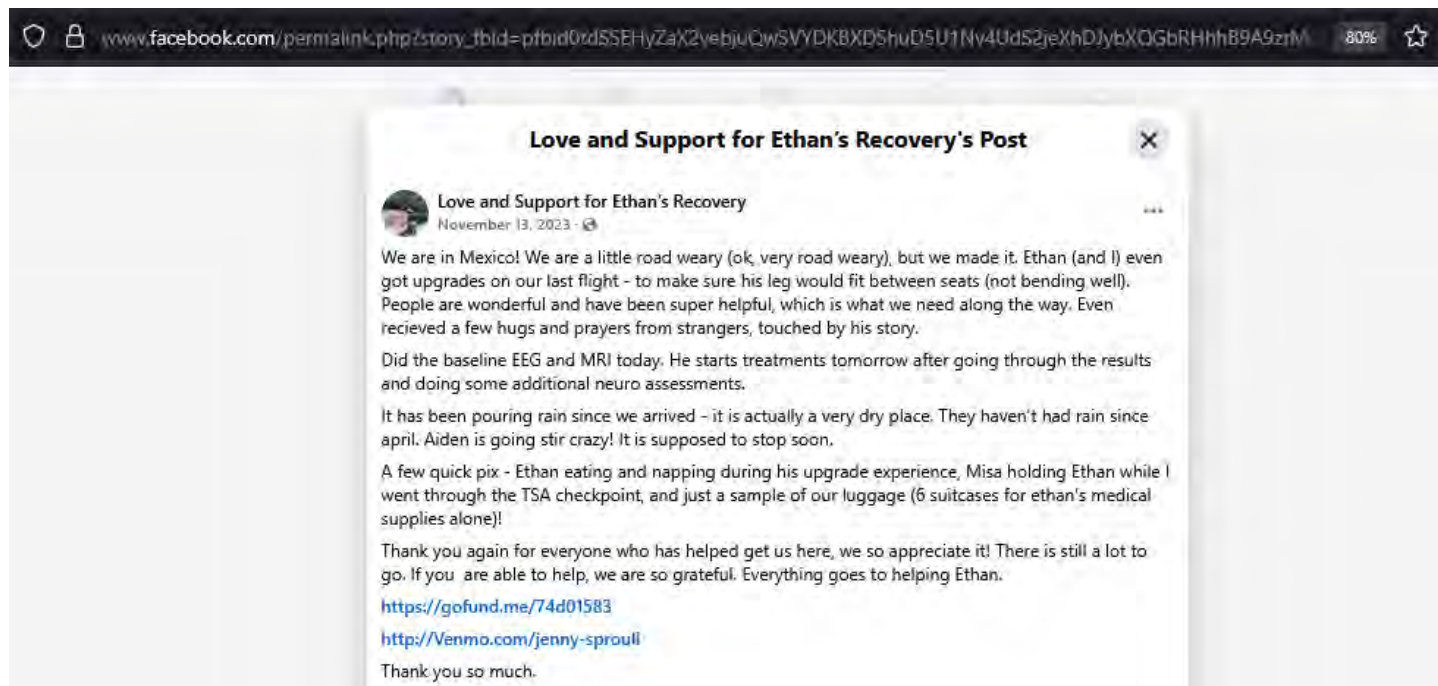 www.facebook.com/permalink.php?story_fbid=
80%
Love and Support for Ethan's Recovery's Post
Love and Support for Ethan's Recovery
November 13, 2023 ·
We are in Mexico! We are a little road weary (ok, very road weary), but we made it. Ethan (and I) even
got upgrades on our last flight - to make sure his leg would fit between seats (not bending well).
People are wonderful and have been super helpful, which is what we need along the way. Even
recieved a few hugs and prayers from strangers, touched by his story.
Did the baseline EEG and MRI today. He starts treatments tomorrow after going through the results
and doing some additional neuro assessments.
It has been pouring rain since we arrived - it is actually a very dry place. They haven't had rain since
april. Aiden is going stir crazy! It is supposed to stop soon.
A few quick pix - Ethan eating and napping during his upgrade experience, Misa holding Ethan while I
went through the TSA checkpoint, and just a sample of our luggage (6 suitcases for ethan's medical
supplies alone)!
Thank you again for everyone who has helped get us here, we so appreciate it! There is still a lot to
go. If you are able to help, we are so grateful. Everything goes to helping Ethan.
https://gofund.me/74d01583
http://Venmo.com/jenny-sproull
Thank you so much.